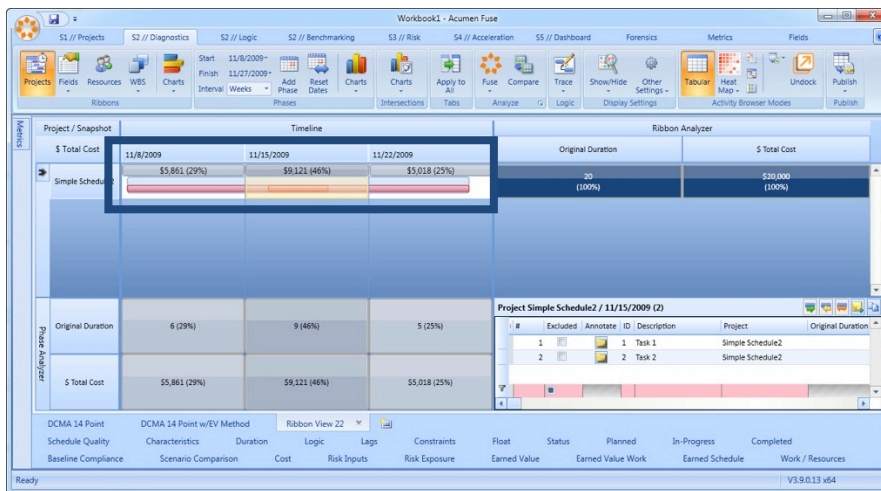 Workbook1 - Acumen Fuse
S1 // Projects S2 // Diagnostics S2 // Logic S2 // Benchmarking S3 // Risk S4 // Acceleration S5 // Dashboard Forensics Metrics Fields
Start 11/8/2009
Finish 11/27/2009
Interval Weeks
Projects Fields Resources WBS Charts Add Phase Reset Dates Charts Charts Apply to All Fuse Compare Trace Show/Hide Other Settings Tabular Heat Map Undock Publish
Ribbons Phases Intersections Tabs Analyze Logic Display Settings Activity Browser Modes Publish
Metrics
Project / Snapshot Timeline Ribbon Analyzer
$ Total Cost 11/8/2009 11/15/2009 11/22/2009 Original Duration $ Total Cost
$5,861 (29%) $9,121 (46%) $5,018 (25%)
Simple Schedule2 20 $20,000
(100%) (100%)
Project Simple Schedule2 / 11/15/2009 (2)
# Excluded Annotate ID Description Project Original Duration
1 1 Task 1 Simple Schedule2
2 2 Task 2 Simple Schedule2
Phase Analyzer
Original Duration 6 (29%) 9 (46%) 5 (25%)
$ Total Cost $5,861 (29%) $9,121 (46%) $5,018 (25%)
DCMA 14 Point DCMA 14 Point w/EV Method Ribbon View 22
Schedule Quality Characteristics Duration Logic Lags Constraints Float Status Planned In-Progress Completed
Baseline Compliance Scenario Comparison Cost Risk Inputs Risk Exposure Earned Value Earned Value Work Earned Schedule Work / Resources
Ready V3.9.0.13 x64